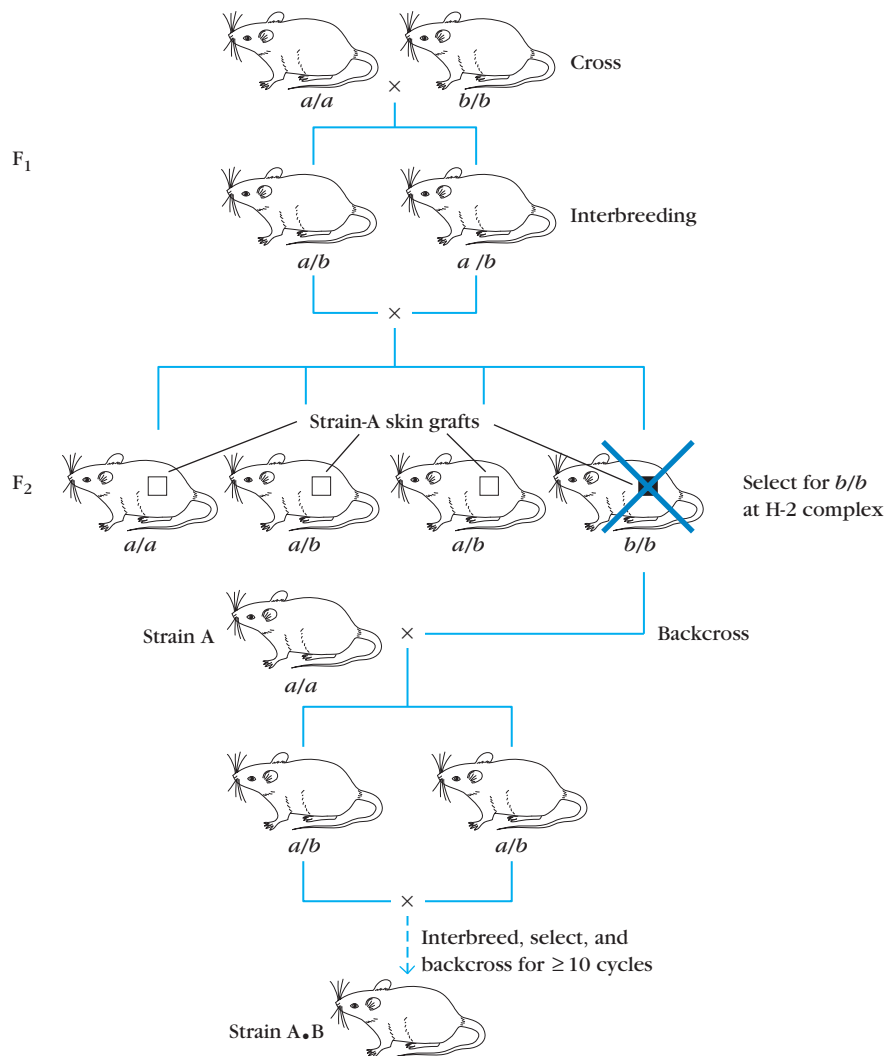 Cross
a/a
×
b/b
F1
Interbreeding
a/b
a /b
×
Strain-A skin grafts
F2
Select for b/b
at H-2 complex
a/a
a/b
a/b
b/b
Strain A
×
Backcross
a/a
a/b
a/b
×
Interbreed, select, and
backcross for ≥ 10 cycles
Strain A•B